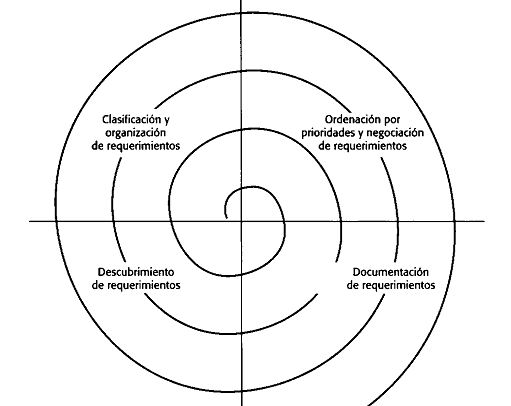 Clasificación y
organización
de requerimientos
Ordenación por
prioridades y negociación
de requerimientos
Descubrimiento
de requerimientos
Documentación
de requerimientos